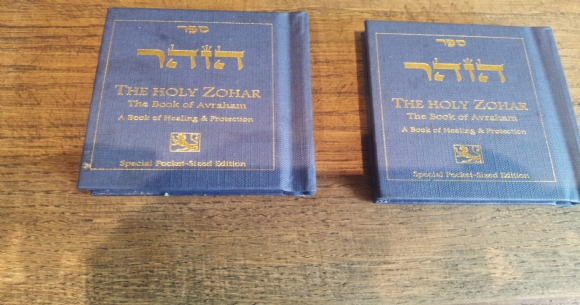 ספר
הזהר
THE HOLY ZOHAR
The Book of Avraham
A Book of Healing & Protection
Special Pocket-Sized Edition
ספר
הזהר
THE HOLY ZOHAR
The Book of Avraham
A Book of Healing & Protection
Special Pocket-Sized Edition